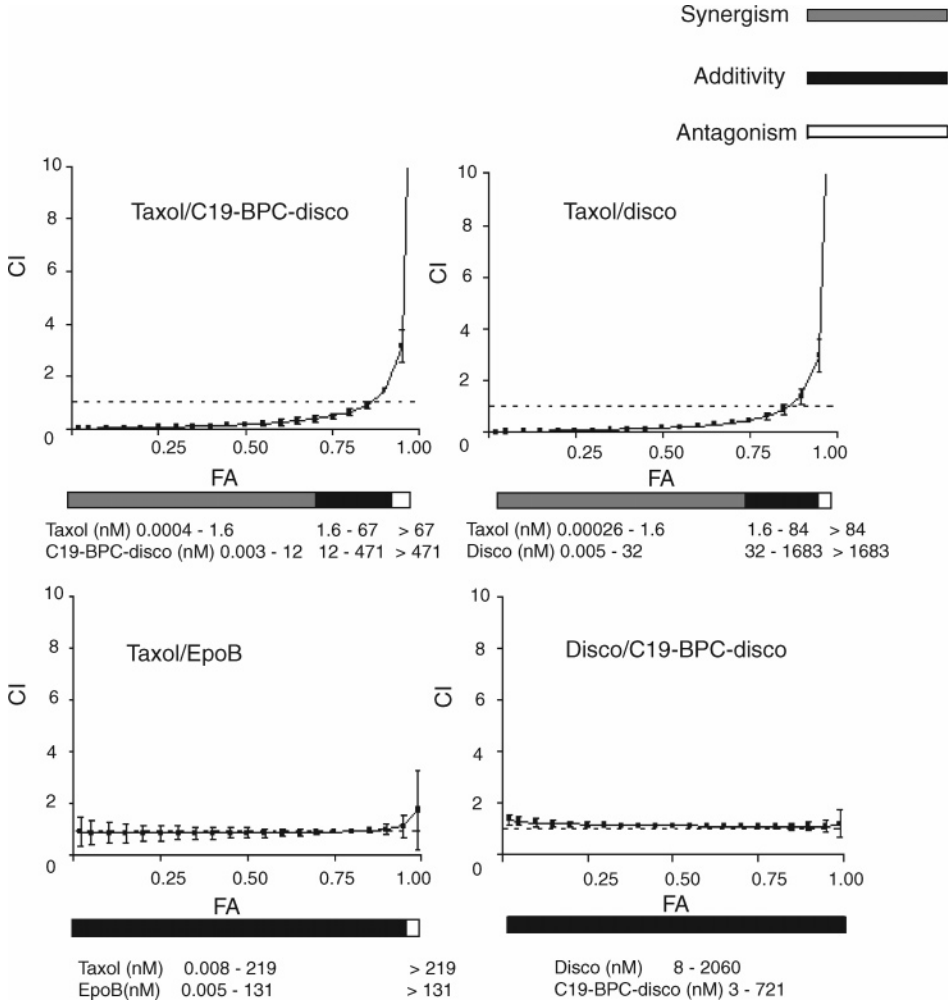 Synergism
Additivity
Antagonism
10
8
6
4
2
0
CI
Taxol/C19-BPC-disco
0.25
0.50
0.75
1.00
FA
Taxol (nM) 0.0004 - 1.6 1.6 - 67 > 67
C19-BPC-disco (nM) 0.003 - 12 12 - 471 > 471
10
8
6
4
2
0
CI
Taxol/disco
0.25
0.50
0.75
1.00
FA
Taxol (nM) 0.00026 - 1.6 1.6 - 84 > 84
Disco (nM) 0.005 - 32 32 - 1683 > 1683
10
8
6
4
2
0
CI
Taxol/EpoB
0.25
0.50
0.75
1.00
FA
Taxol (nM) 0.008 - 219 > 219
EpoB(nM) 0.005 - 131 > 131
10
8
6
4
2
0
CI
Disco/C19-BPC-disco
0.25
0.50
0.75
1.00
FA
Disco (nM) 8 - 2060
C19-BPC-disco (nM) 3 - 721